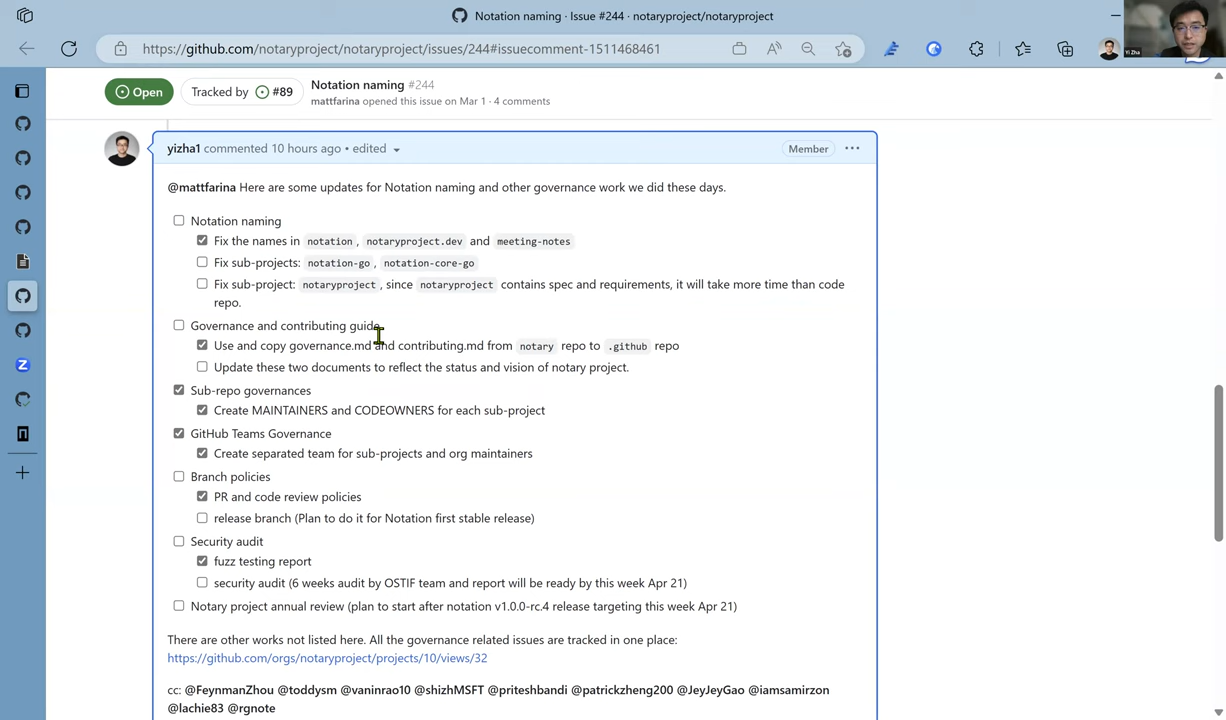 Notation naming · Issue #244 · notaryproject/notaryproject
https://github.com/notaryproject/notaryproject/issues/244#issuecomment-1511468461
Yi Zha
Open
Tracked by #89
Notation naming #244
mattfarina opened this issue on Mar 1 · 4 comments
yizha1 commented 10 hours ago • edited
Member
@mattfarina Here are some updates for Notation naming and other governance work we did these days.
Notation naming
Fix the names in notation , notaryproject.dev and meeting-notes
Fix sub-projects: notation-go , notation-core-go
Fix sub-project: notaryproject , since notaryproject contains spec and requirements, it will take more time than code
repo.
Governance and contributing guide
Use and copy governance.md and contributing.md from notary repo to .github repo
Update these two documents to reflect the status and vision of notary project.
Sub-repo governances
Create MAINTAINERS and CODEOWNERS for each sub-project
GitHub Teams Governance
Create separated team for sub-projects and org maintainers
Branch policies
PR and code review policies
release branch (Plan to do it for Notation first stable release)
Security audit
fuzz testing report
security audit (6 weeks audit by OSTIF team and report will be ready by this week Apr 21)
Notary project annual review (plan to start after notation v1.0.0-rc.4 release targeting this week Apr 21)
There are other works not listed here. All the governance related issues are tracked in one place:
https://github.com/orgs/notaryproject/projects/10/views/32
cc: @FeynmanZhou @toddysm @vaninrao10 @shizhMSFT @priteshbandi @patrickzheng200 @JeyJeyGao @iamsamirzon
@lachie83 @rgnote